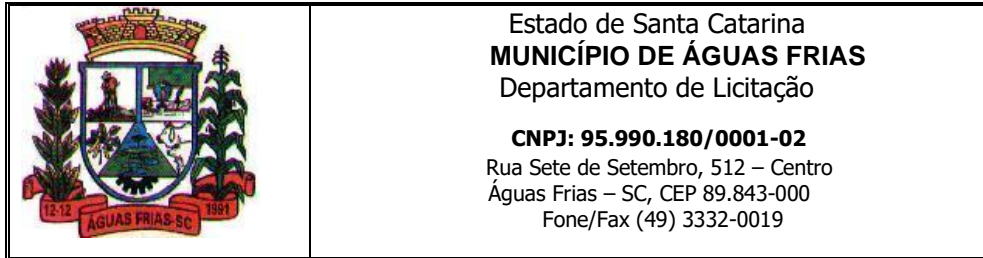 Estado de Santa Catarina
MUNICÍPIO DE ÁGUAS FRIAS
Departamento de Licitação
CNPJ: 95.990.180/0001-02
Rua Sete de Setembro, 512 – Centro
Águas Frias – SC, CEP 89.843-000
Fone/Fax (49) 3332-0019
12-12
ÁGUAS FRIAS-SC
1991